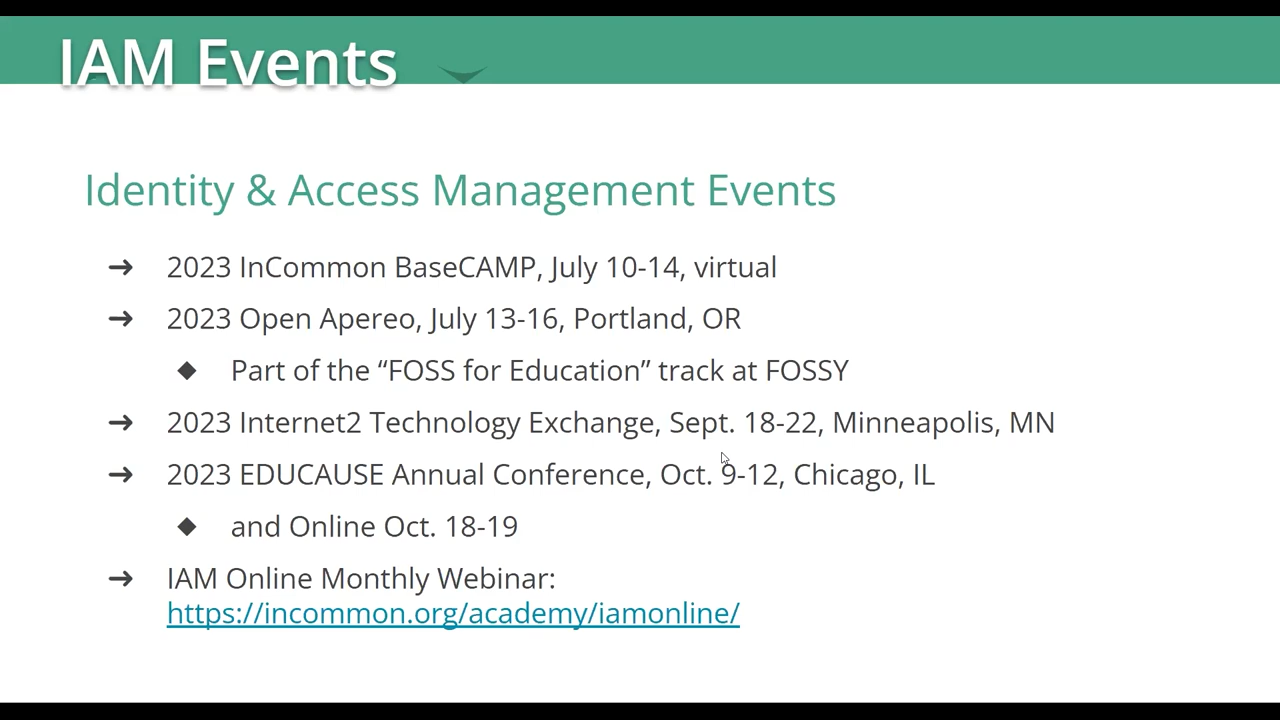 IAM Events
Identity & Access Management Events
➔ 2023 InCommon BaseCAMP, July 10-14, virtual
➔ 2023 Open Apereo, July 13-16, Portland, OR
◆ Part of the “FOSS for Education” track at FOSSY
➔ 2023 Internet2 Technology Exchange, Sept. 18-22, Minneapolis, MN
➔ 2023 EDUCAUSE Annual Conference, Oct. 9-12, Chicago, IL
◆ and Online Oct. 18-19
➔ IAM Online Monthly Webinar:
https://incommon.org/academy/iamonline/